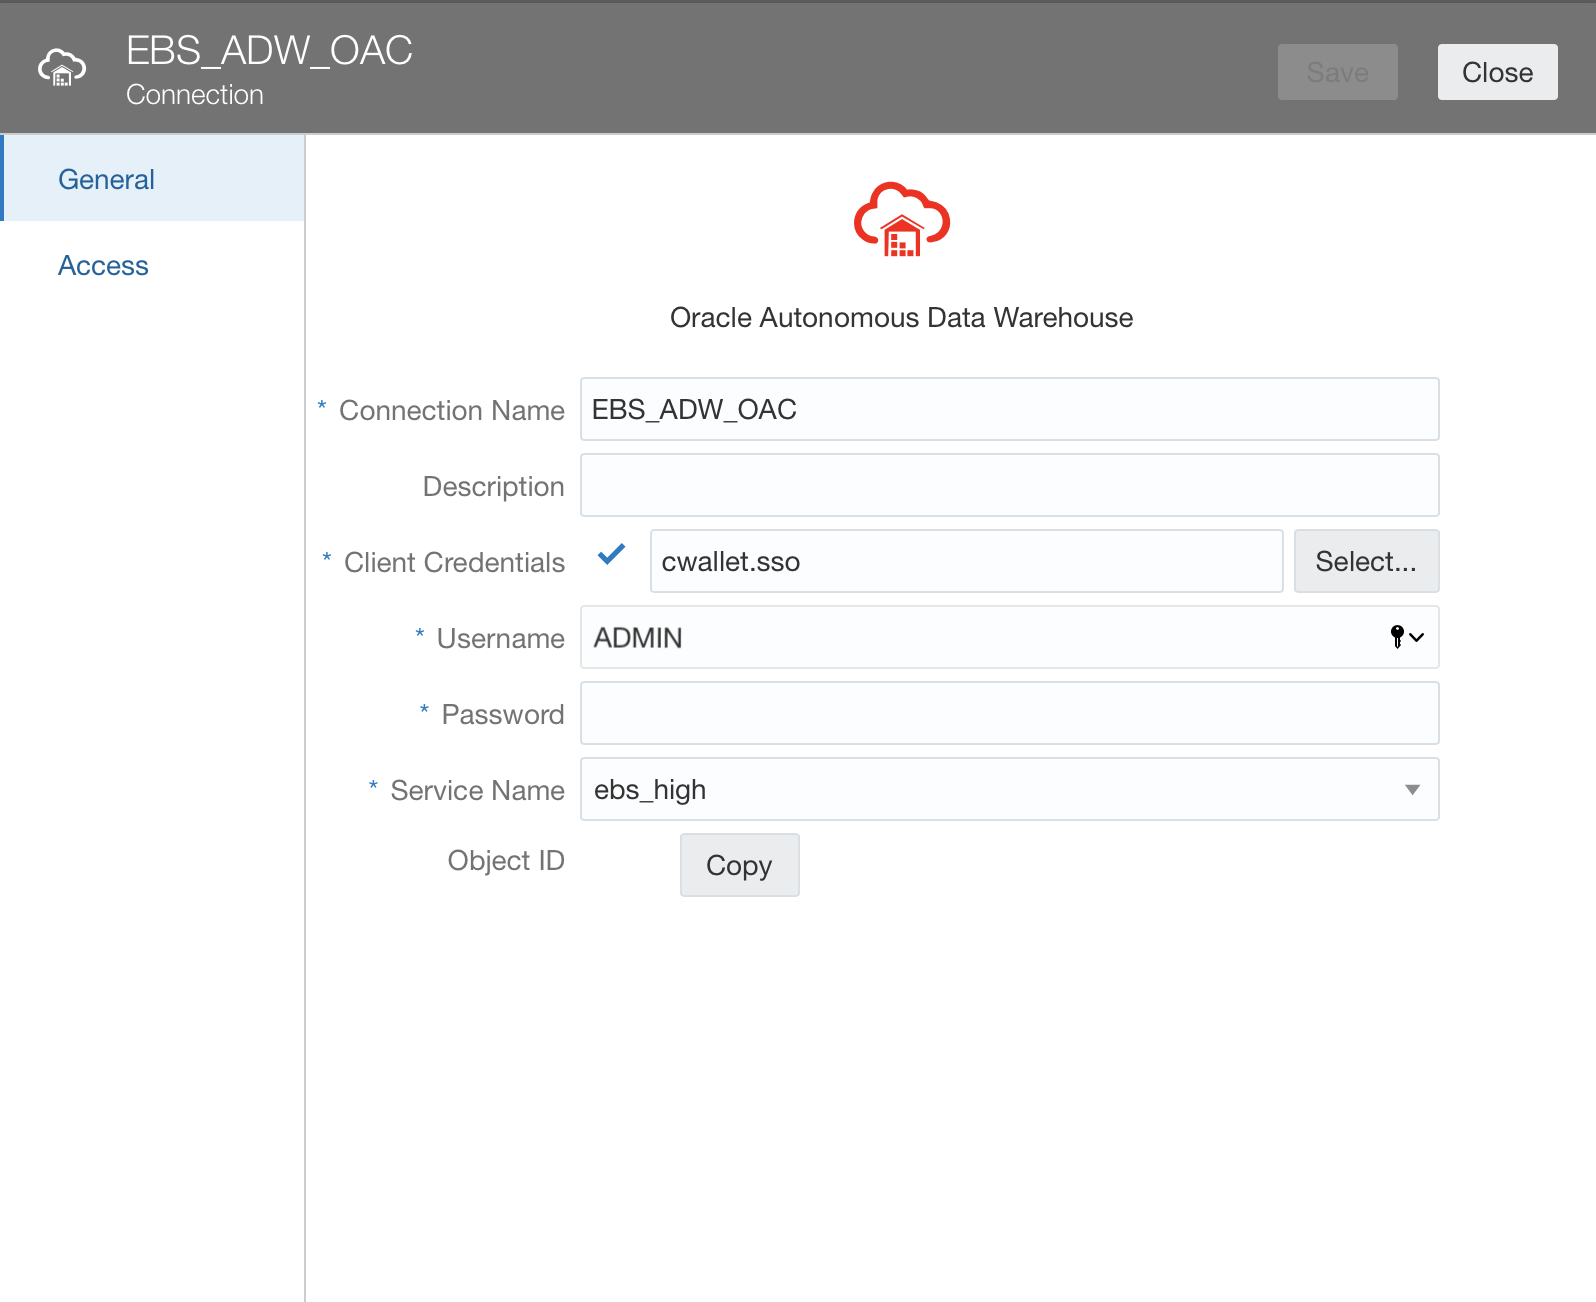 EBS_ADW_OAC
Connection
Save
Close
General
Access
Oracle Autonomous Data Warehouse
* Connection Name EBS_ADW_OAC
Description
* Client Credentials cwallet.sso Select...
* Username ADMIN
* Password
* Service Name ebs_high
Object ID Copy